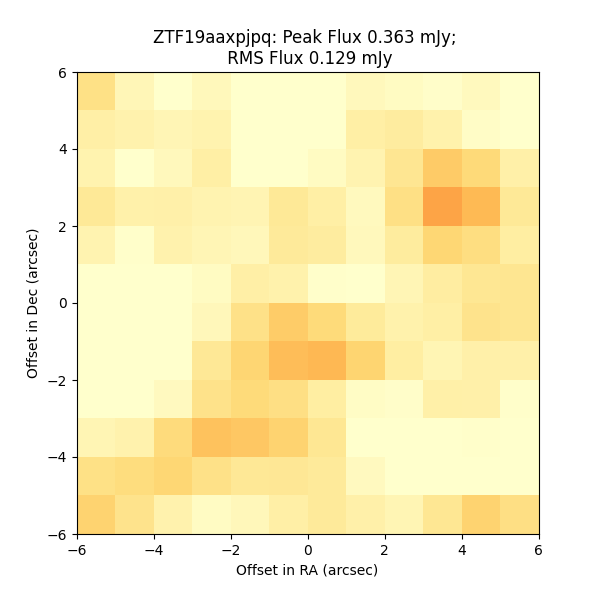 ZTF19aaxpjpq: Peak Flux 0.363 mJy;
RMS Flux 0.129 mJy
6
4
2
0
−2
−4
−6
Offset in Dec (arcsec)
−6 −4 −2 0 2 4 6
Offset in RA (arcsec)